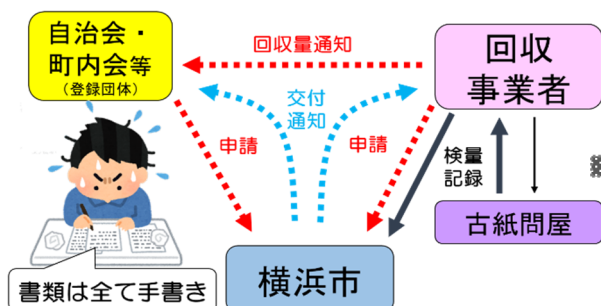 自治会・
町内会等
（登録団体）
回収量通知
回収
事業者
交付
通知
申請
申請
検量
記録
古紙問屋
横浜市
書類は全て手書き